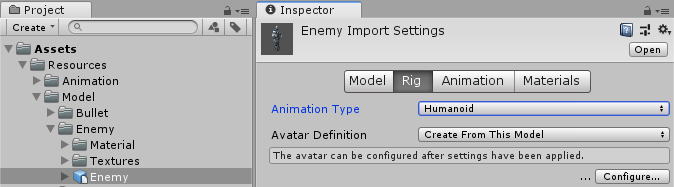 Project
Create
Assets
Resources
Animation
Model
Bullet
Enemy
Material
Textures
Enemy
Inspector
Enemy Import Settings
Open
Model Rig Animation Materials
Animation Type Humanoid
Avatar Definition Create From This Model
The avatar can be configured after settings have been applied.
... Configure...